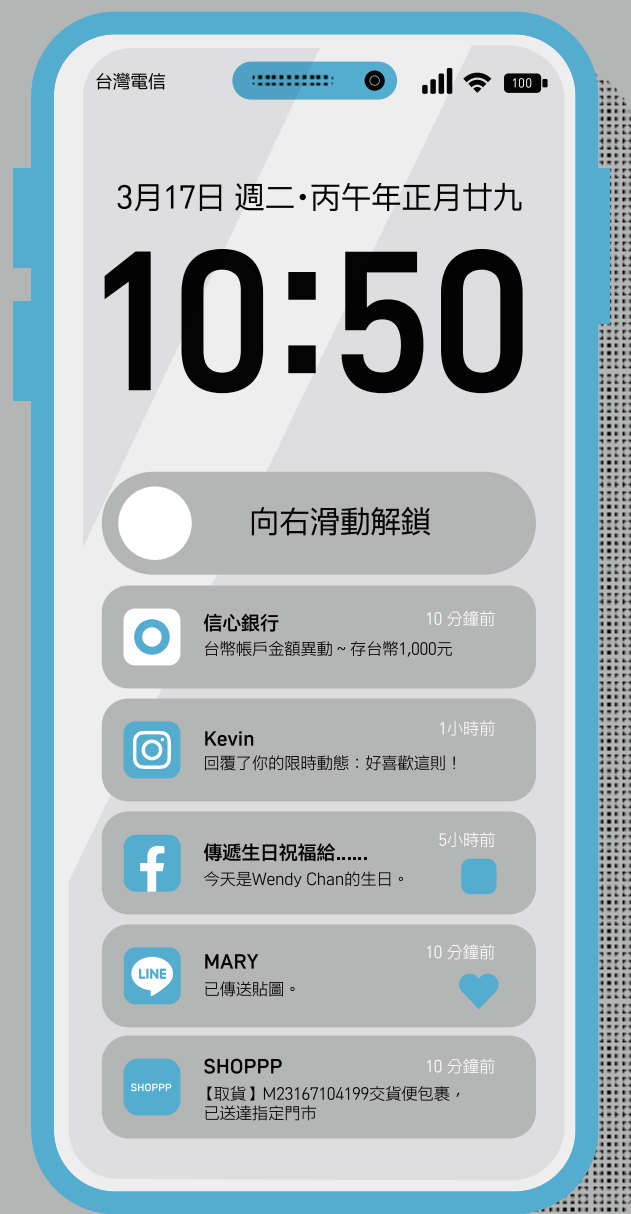 台灣電信
100
3月17日 週二•丙午年正月廿九
10:50
向右滑動解鎖
信心銀行
10 分鐘前
台幣帳戶金額異動 ~ 存台幣1,000元
Kevin
1小時前
回覆了你的限時動態：好喜歡這則！
傳遞生日祝福給......
5小時前
今天是Wendy Chan的生日。
LINE
MARY
10 分鐘前
已傳送貼圖。
SHOPPP
SHOPPP
10 分鐘前
【取貨】M23167104199交貨便包裹，
已送達指定門市